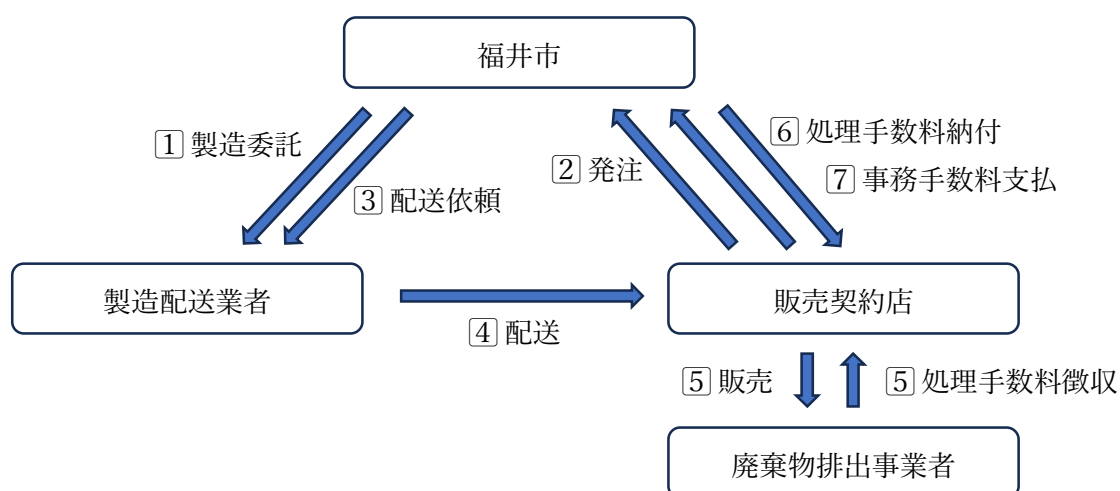 福井市
1 製造委託
6 処理手数料納付
2 発注
7 事務手数料支払
3 配送依頼
製造配送業者
販売契約店
4 配送
5 販売
5 処理手数料徴収
廃棄物排出事業者